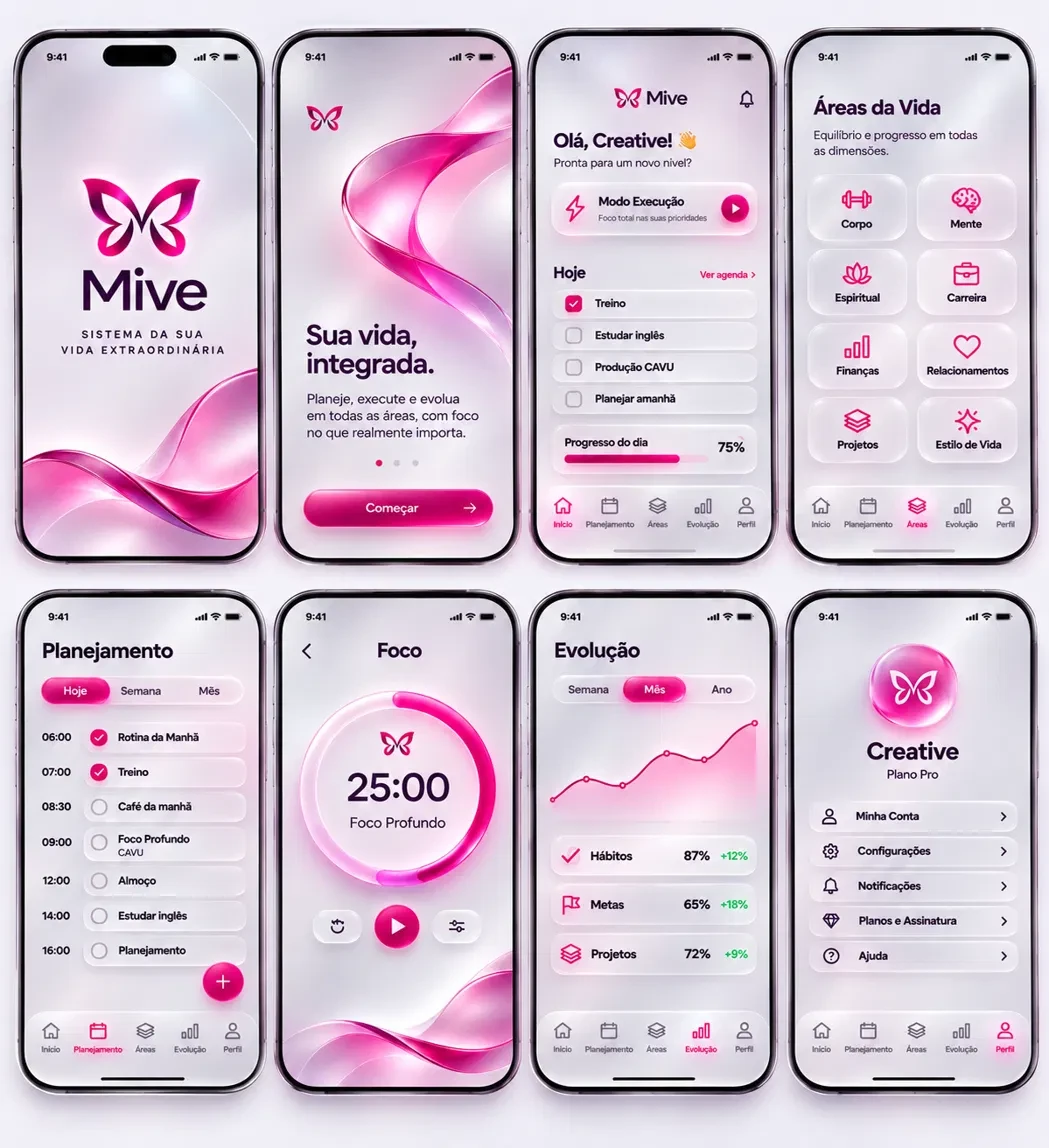 9:41
Mive
SISTEMA DA SUA
VIDA EXTRAORDINÁRIA
9:41
Sua vida,
integrada.
Planeje, execute e evolua
em todas as áreas, com foco
no que realmente importa.
Começar
9:41
Mive
Olá, Creative! 👋
Pronta para um novo nível?
Modo Execução
Foco total nas suas prioridades
Hoje
Ver agenda
Treino
Estudar inglês
Produção CAVU
Planejar amanhã
Progresso do dia
75%
Início
Planejamento
Áreas
Evolução
Perfil
9:41
Áreas da Vida
Equilíbrio e progresso em todas
as dimensões.
Corpo
Mente
Espiritual
Carreira
Finanças
Relacionamentos
Projetos
Estilo de Vida
Início
Planejamento
Áreas
Evolução
Perfil
9:41
Planejamento
Hoje
Semana
Mês
06:00 Rotina da Manhã
07:00 Treino
08:30 Café da manhã
09:00 Foco Profundo
CAVU
12:00 Almoço
14:00 Estudar inglês
16:00 Planejamento
Início
Planejamento
Áreas
Evolução
Perfil
9:41
Foco
25:00
Foco Profundo
9:41
Evolução
Semana
Mês
Ano
Hábitos 87% +12%
Metas 65% +18%
Projetos 72% +9%
Início
Planejamento
Áreas
Evolução
Perfil
9:41
Creative
Plano Pro
Minha Conta
Configurações
Notificações
Planos e Assinatura
Ajuda
Início
Planejamento
Áreas
Evolução
Perfil